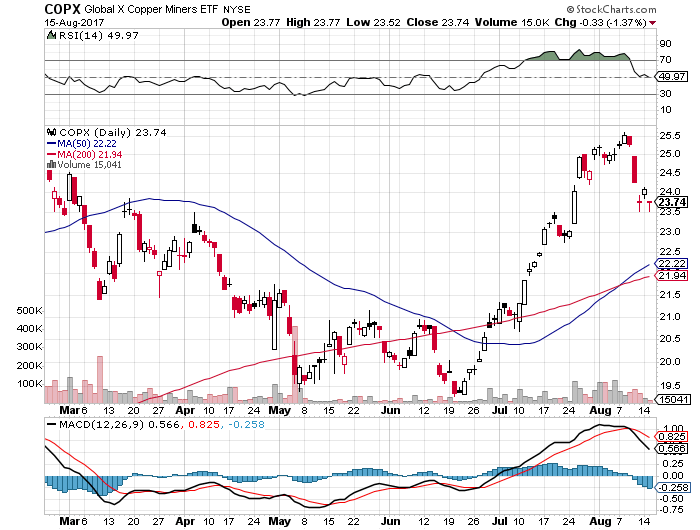 COPX Global X Copper Miners ETF NYSE © StockCharts.com
15-Aug-2017 Open 23.77 High 23.77 Low 23.52 Close 23.74 Volume 15.0K Chg -0.33 (-1.37%)
RSI(14) 49.97
90
70
49.97
30
10
COPX (Daily) 23.74
MA(50) 22.22
MA(200) 21.94
Volume 15,041
25.5
25.0
24.5
24.0
23.74
23.5
23.0
22.5
22.22
21.94
21.5
21.0
20.5
20.0
19.5
15041
500K
400K
300K
200K
100K
Mar 6 13 20 27 Apr 10 17 24 May 8 15 22 Jun 12 19 26 Jul 10 17 24 Aug 7 14
MACD(12,26,9) 0.566, 0.825, -0.258
1.00
0.825
0.566
0.25
0.00
-0.258
-0.50
-0.75
Mar 6 13 20 27 Apr 10 17 24 May 8 15 22 Jun 12 19 26 Jul 10 17 24 Aug 7 14